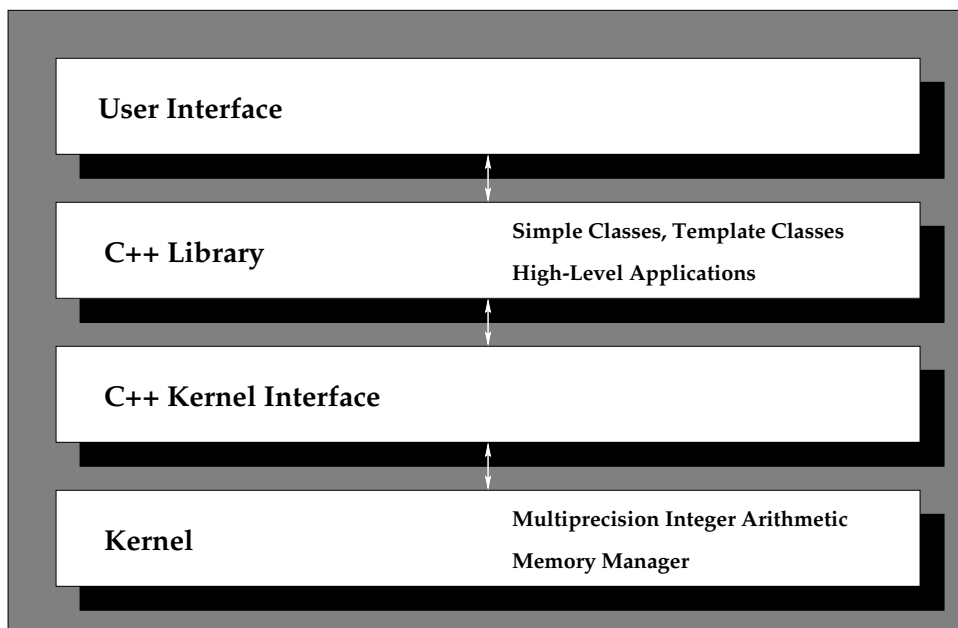 User Interface
C++ Library
Simple Classes, Template Classes
High-Level Applications
C++ Kernel Interface
Kernel
Multiprecision Integer Arithmetic
Memory Manager